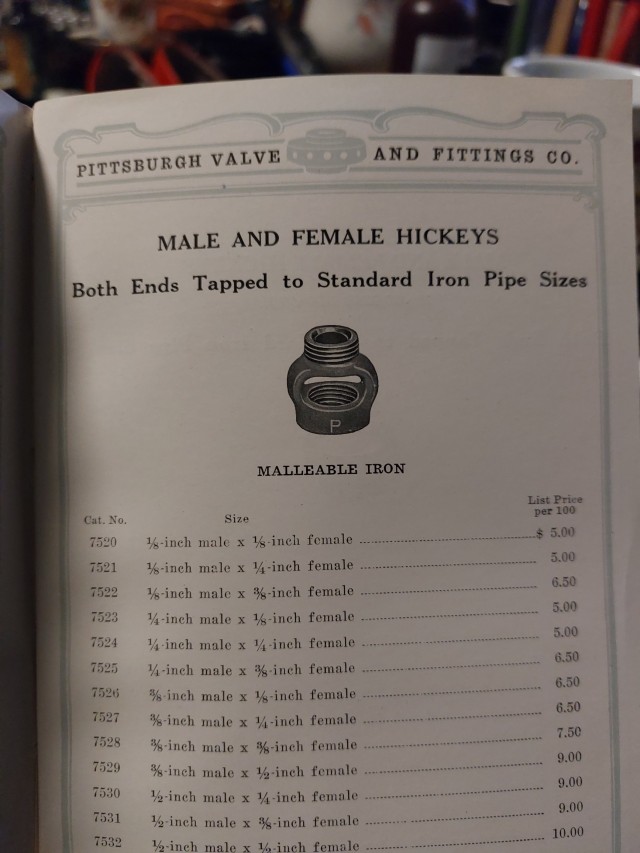 PITTSBURGH VALVE AND FITTINGS CO.
MALE AND FEMALE HICKEYS
Both Ends Tapped to Standard Iron Pipe Sizes
P
MALLEABLE IRON
Cat. No. Size List Price per 100
7520 ⅛-inch male x ⅛-inch female $ 5.00
7521 ⅛-inch male x ¼-inch female 5.00
7522 ⅛-inch male x ⅜-inch female 6.50
7523 ¼-inch male x ⅛-inch female 5.00
7524 ¼-inch male x ¼-inch female 5.00
7525 ¼-inch male x ⅜-inch female 6.50
7526 ⅜-inch male x ⅛-inch female 6.50
7527 ⅜-inch male x ¼-inch female 6.50
7528 ⅜-inch male x ⅜-inch female 7.50
7529 ⅜-inch male x ½-inch female 9.00
7530 ½-inch male x ¼-inch female 9.00
7531 ½-inch male x ⅜-inch female 9.00
7532 ½-inch male x ½-inch female 10.00